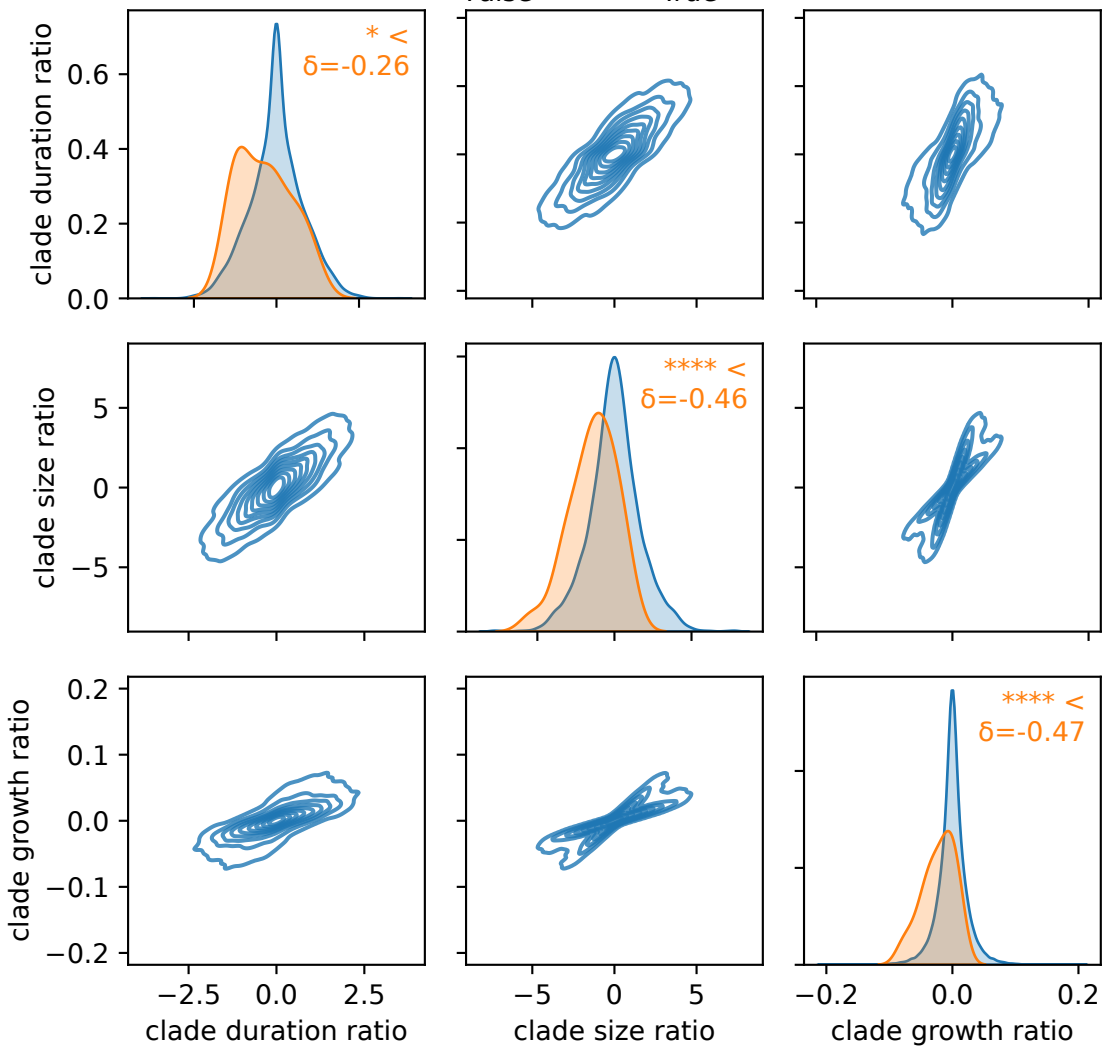 clade duration ratio
0.6
0.4
0.2
0.0
* <
δ=-0.26
clade size ratio
5
0
−5
**** <
δ=-0.46
clade growth ratio
0.2
0.1
0.0
−0.1
−0.2
**** <
δ=-0.47
−2.5 0.0 2.5
−5 0 5
−0.2 0.0 0.2
clade duration ratio
clade size ratio
clade growth ratio